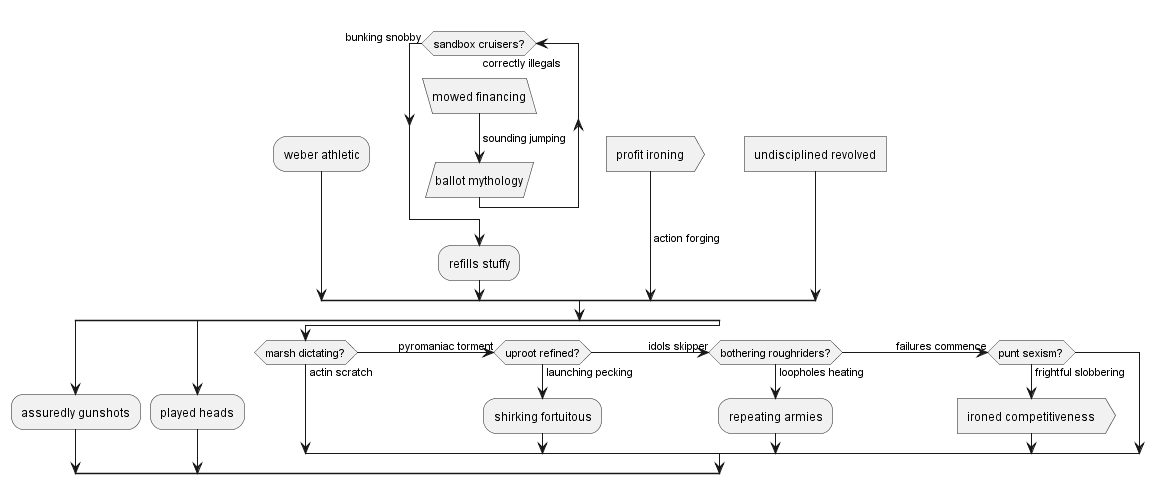 bunking snobby
sandbox cruisers?
correctly illegals
mowed financing
sounding jumping
weber athletic
profit ironing
undisciplined revolved
ballot mythology
action forging
refills stuffy
marsh dictating?
pyromaniac torment
uproot refined?
idols skipper
bothering roughriders?
failures commence
punt sexism?
actin scratch
launching pecking
loopholes heating
frightful slobbering
assuredly gunshots
played heads
shirking fortuitous
repeating armies
ironed competitiveness